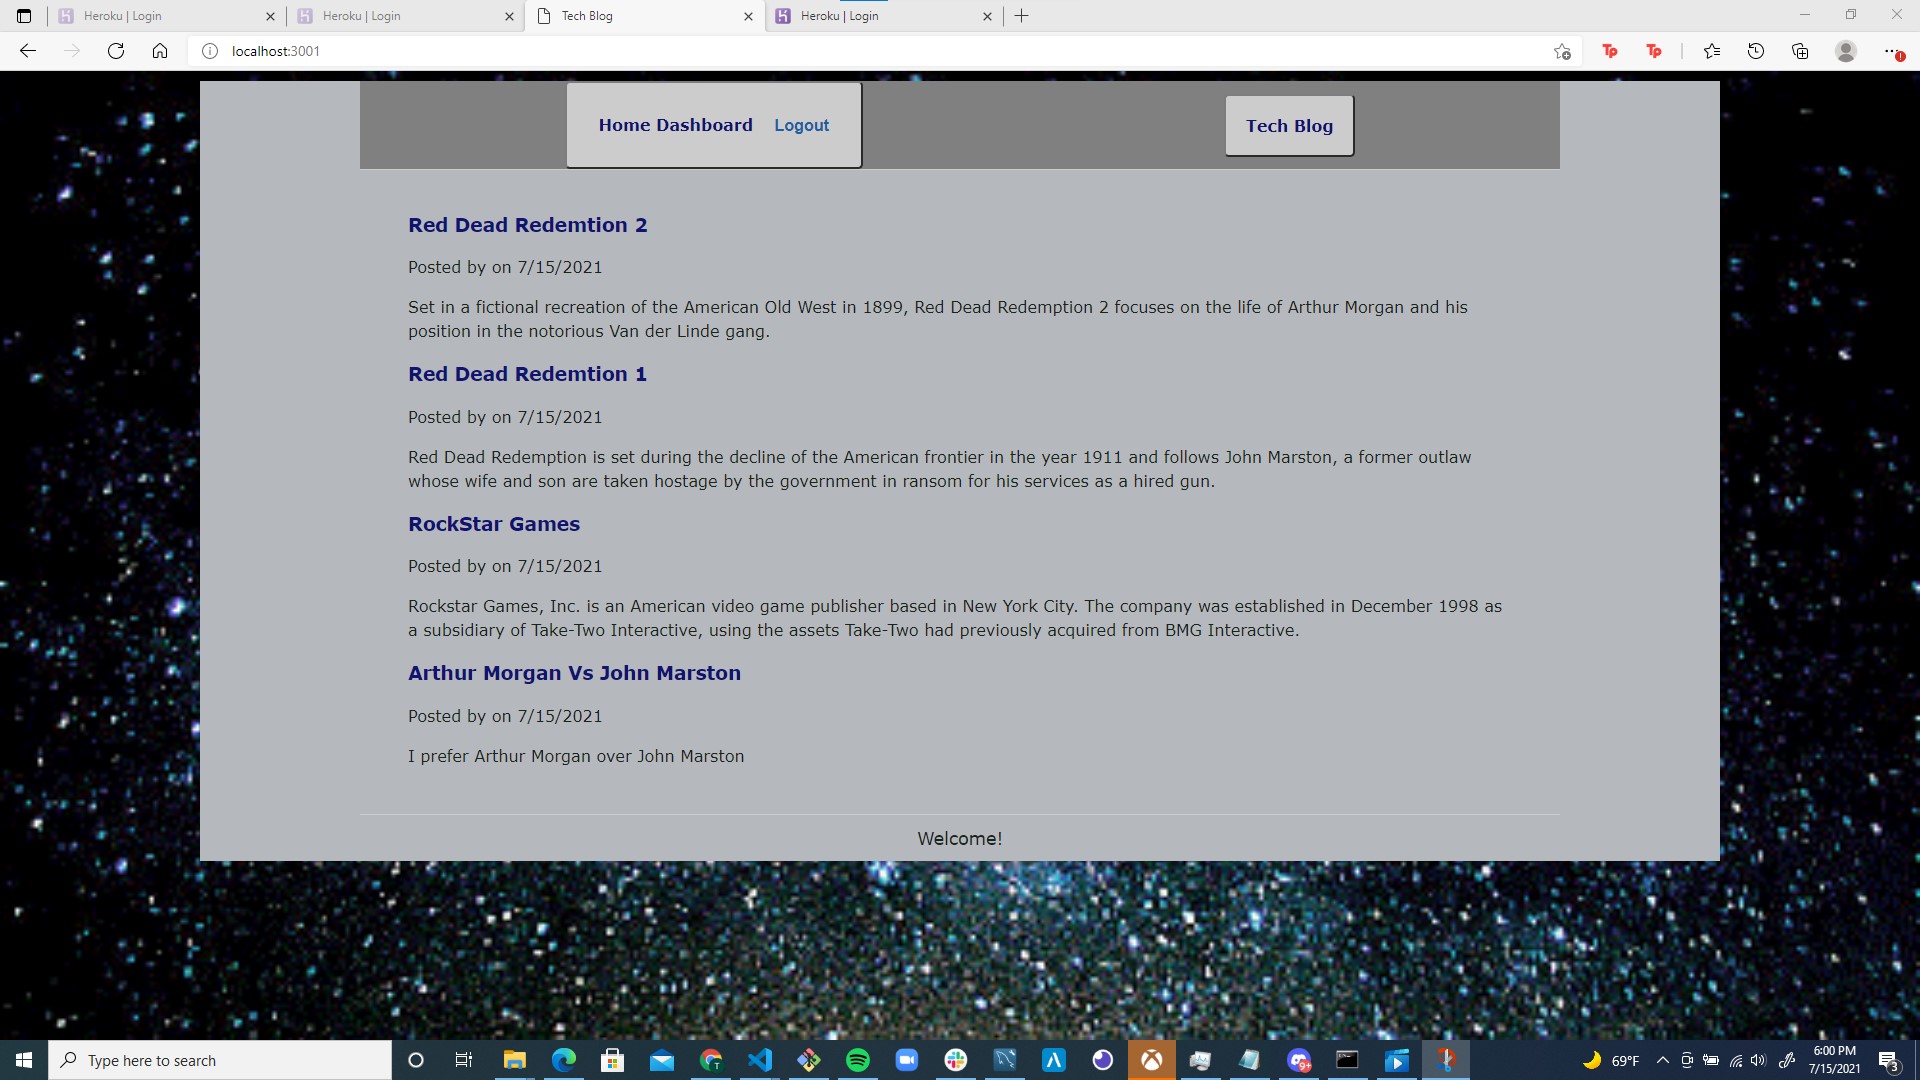 Heroku | Login
Heroku | Login
Tech Blog
Heroku | Login
localhost:3001
Home Dashboard Logout
Tech Blog
Red Dead Redemtion 2
Posted by on 7/15/2021
Set in a fictional recreation of the American Old West in 1899, Red Dead Redemption 2 focuses on the life of Arthur Morgan and his
position in the notorious Van der Linde gang.
Red Dead Redemtion 1
Posted by on 7/15/2021
Red Dead Redemption is set during the decline of the American frontier in the year 1911 and follows John Marston, a former outlaw
whose wife and son are taken hostage by the government in ransom for his services as a hired gun.
RockStar Games
Posted by on 7/15/2021
Rockstar Games, Inc. is an American video game publisher based in New York City. The company was established in December 1998 as
a subsidiary of Take-Two Interactive, using the assets Take-Two had previously acquired from BMG Interactive.
Arthur Morgan Vs John Marston
Posted by on 7/15/2021
I prefer Arthur Morgan over John Marston
Welcome!
Type here to search
69°F
6:00 PM
7/15/2021
3